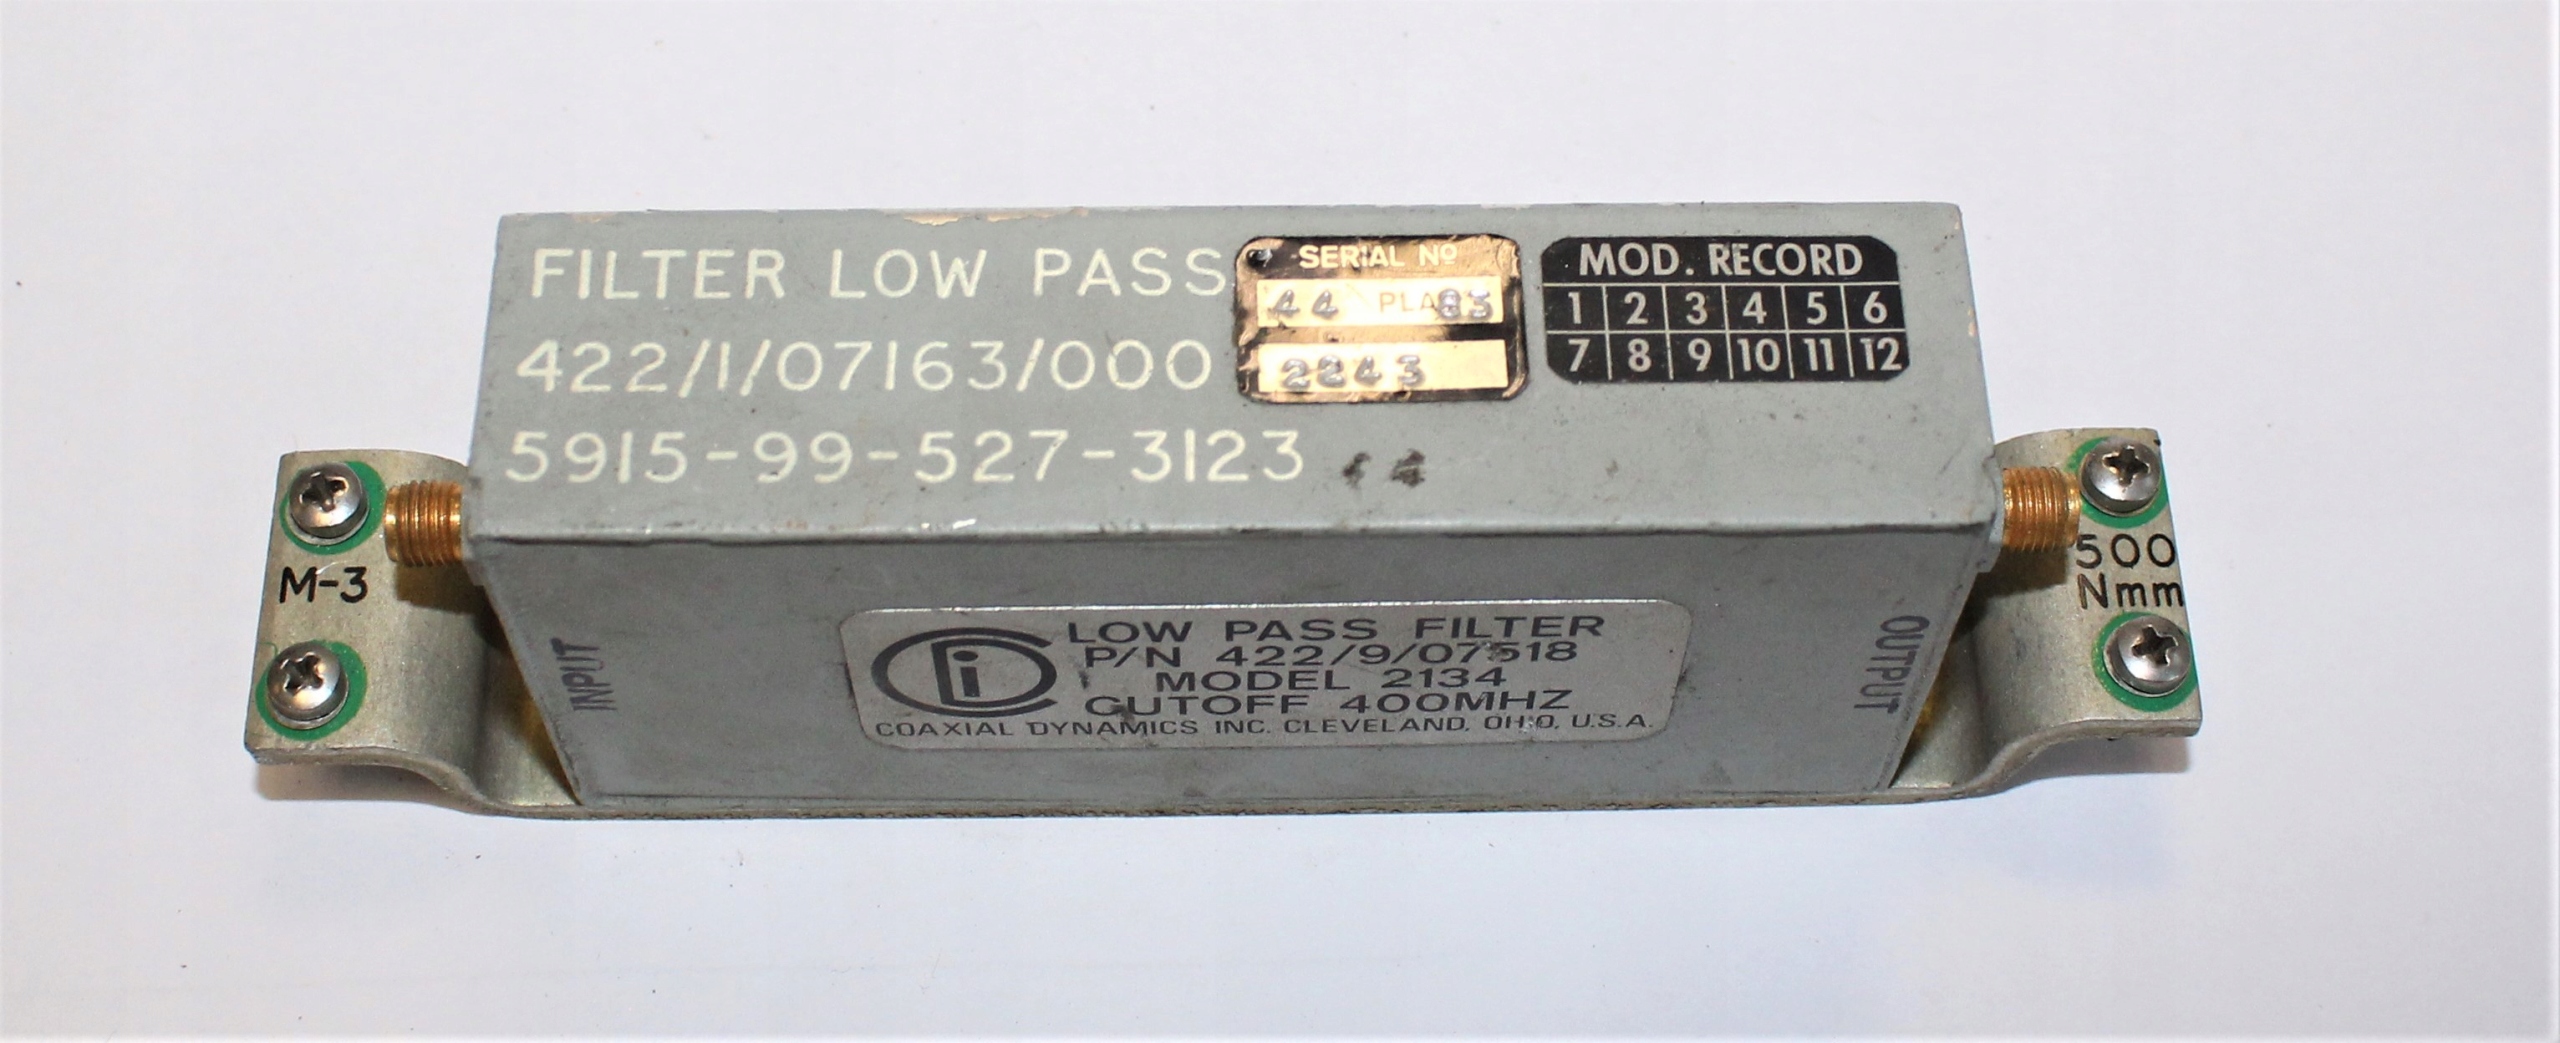 FILTER LOW PASS
422/1/07163/000
5915-99-527-3123
SERIAL Nº
44 PLA 83
2243
MOD. RECORD
1 2 3 4 5 6
7 8 9 10 11 12
M-3
500
Nmm
INPUT
OUTPUT
CDi
LOW PASS FILTER
P/N 422/9/07518
MODEL 2134
CUTOFF 400MHZ
COAXIAL DYNAMICS INC. CLEVELAND, OHIO, U.S.A.